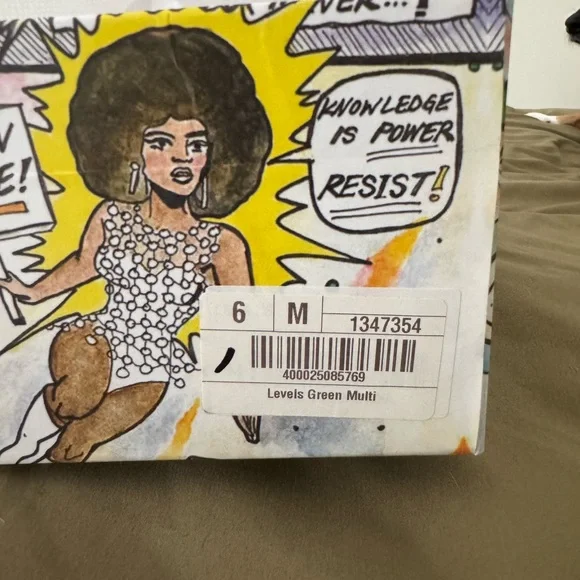 KNOWLEDGE
IS POWER
RESIST!
E!
6 M 1347354
400025085769
Levels Green Multi